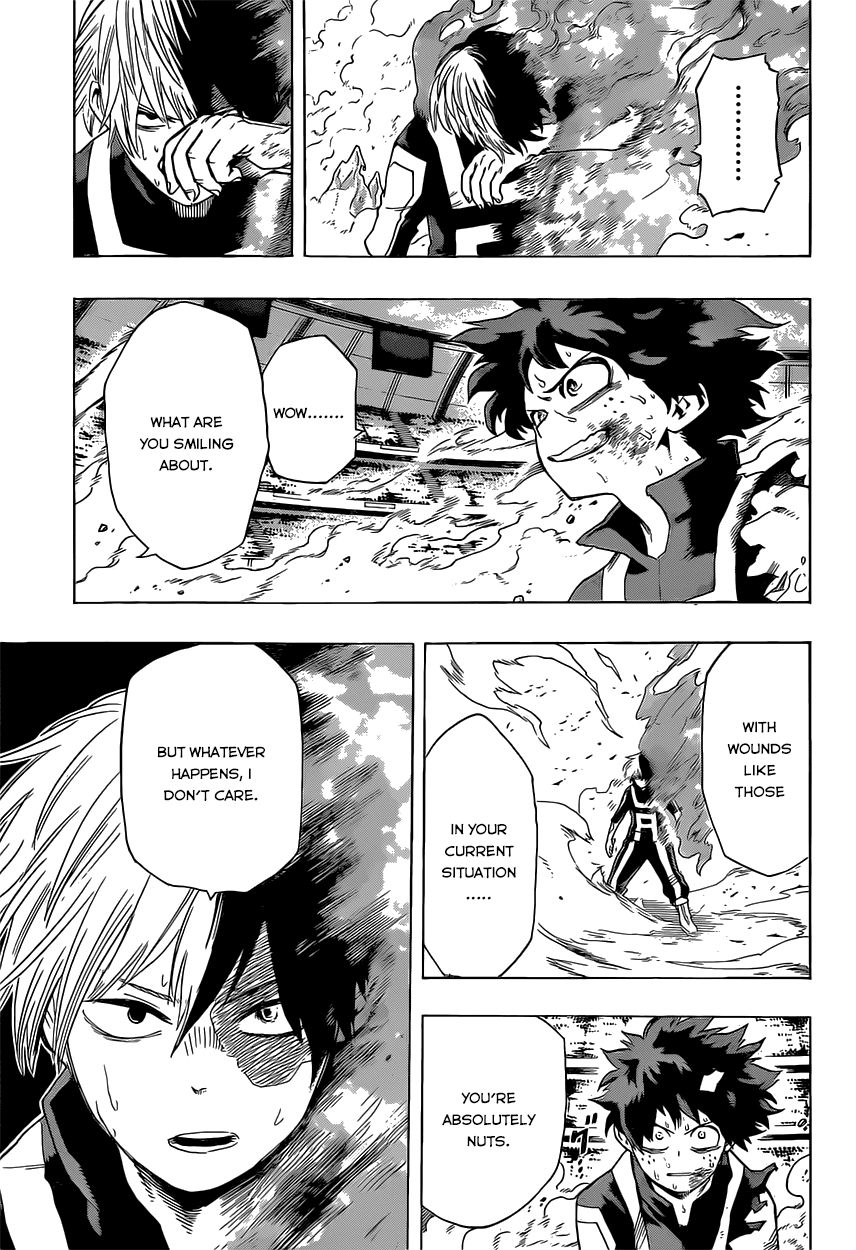 .........
WOW.......
WHAT ARE
YOU SMILING
ABOUT.
WITH
WOUNDS
LIKE
THOSE
IN YOUR
CURRENT
SITUATION
.....
YOU'RE
ABSOLUTELY
NUTS.
BUT WHATEVER
HAPPENS, I
DON'T CARE.